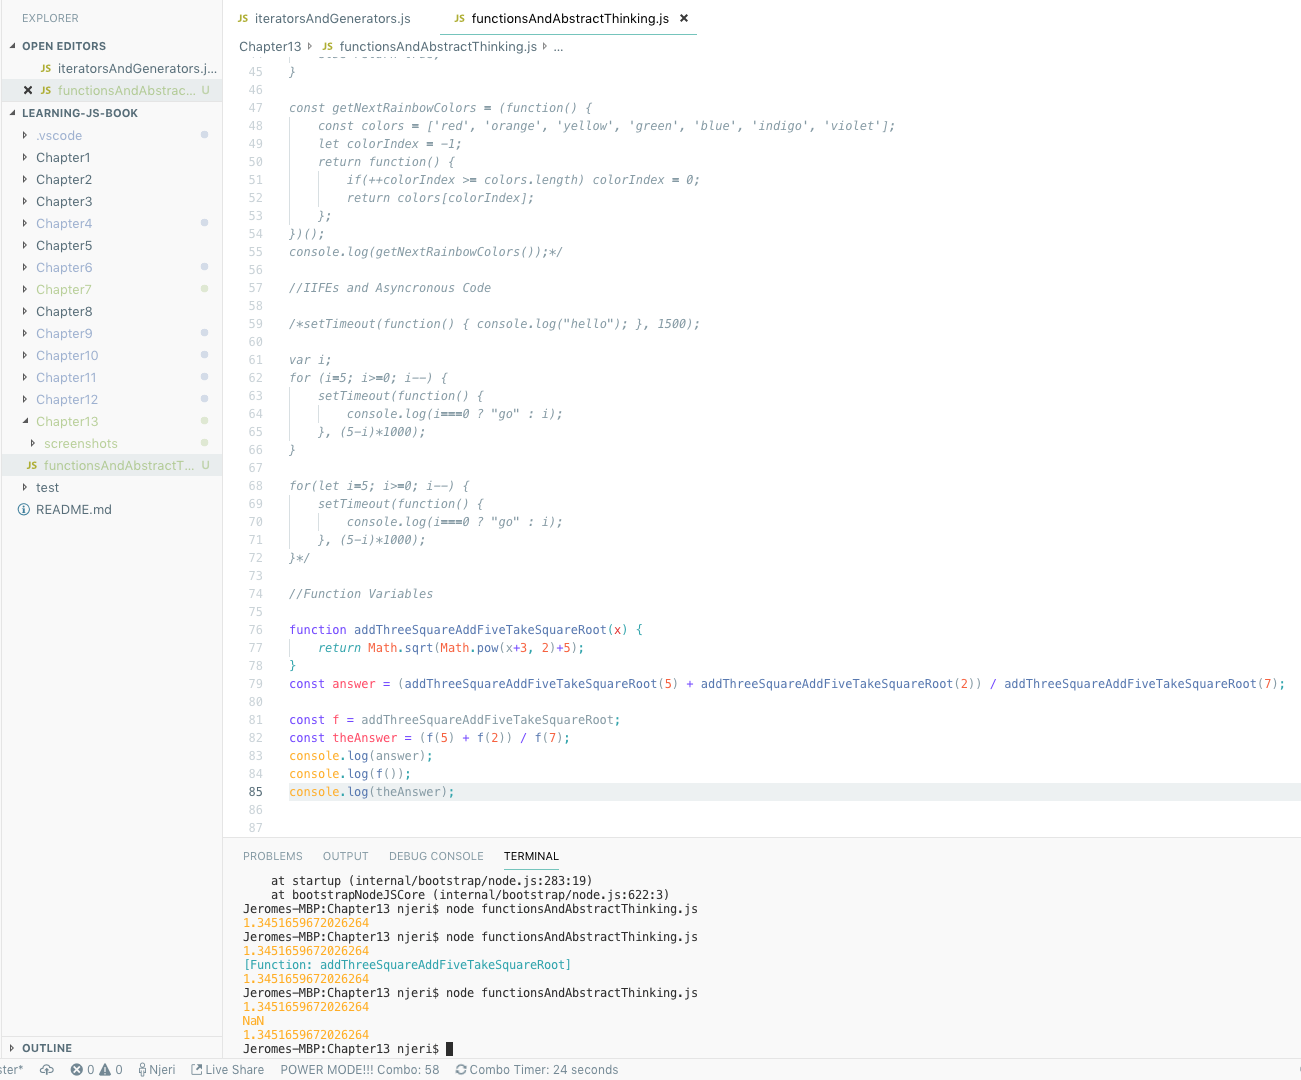 EXPLORER
OPEN EDITORS
JS iteratorsAndGenerators.j...
JS functionsAndAbstrac... U
LEARNING-JS-BOOK
.vscode
Chapter1
Chapter2
Chapter3
Chapter4
Chapter5
Chapter6
Chapter7
Chapter8
Chapter9
Chapter10
Chapter11
Chapter12
Chapter13
screenshots
JS functionsAndAbstractT... U
test
README.md
OUTLINE
JS iteratorsAndGenerators.js
JS functionsAndAbstractThinking.js ×
Chapter13 JS functionsAndAbstractThinking.js ...
45 }
46
47 const getNextRainbowColors = (function() {
48 const colors = ['red', 'orange', 'yellow', 'green', 'blue', 'indigo', 'violet'];
49 let colorIndex = -1;
50 return function() {
51 if(++colorIndex >= colors.length) colorIndex = 0;
52 return colors[colorIndex];
53 };
54 })();
55 console.log(getNextRainbowColors());*/
56
57 //IIFEs and Asyncronous Code
58
59 /*setTimeout(function() { console.log("hello"); }, 1500);
60
61 var i;
62 for (i=5; i>=0; i--) {
63 setTimeout(function() {
64 console.log(i===0 ? "go" : i);
65 }, (5-i)*1000);
66 }
67
68 for(let i=5; i>=0; i--) {
69 setTimeout(function() {
70 console.log(i===0 ? "go" : i);
71 }, (5-i)*1000);
72 }*/
73
74 //Function Variables
75
76 function addThreeSquareAddFiveTakeSquareRoot(x) {
77 return Math.sqrt(Math.pow(x+3, 2)+5);
78 }
79 const answer = (addThreeSquareAddFiveTakeSquareRoot(5) + addThreeSquareAddFiveTakeSquareRoot(2)) / addThreeSquareAddFiveTakeSquareRoot(7);
80
81 const f = addThreeSquareAddFiveTakeSquareRoot;
82 const theAnswer = (f(5) + f(2)) / f(7);
83 console.log(answer);
84 console.log(f());
85 console.log(theAnswer);
86
87
PROBLEMS OUTPUT DEBUG CONSOLE TERMINAL
at startup (internal/bootstrap/node.js:283:19)
at bootstrapNodeJSCore (internal/bootstrap/node.js:622:3)
Jeromes-MBP:Chapter13 njeri$ node functionsAndAbstractThinking.js
1.3451659672026264
Jeromes-MBP:Chapter13 njeri$ node functionsAndAbstractThinking.js
1.3451659672026264
[Function: addThreeSquareAddFiveTakeSquareRoot]
1.3451659672026264
Jeromes-MBP:Chapter13 njeri$ node functionsAndAbstractThinking.js
1.3451659672026264
NaN
1.3451659672026264
Jeromes-MBP:Chapter13 njeri$
ster* 0 0 Njeri Live Share POWER MODE!!! Combo: 58 Combo Timer: 24 seconds